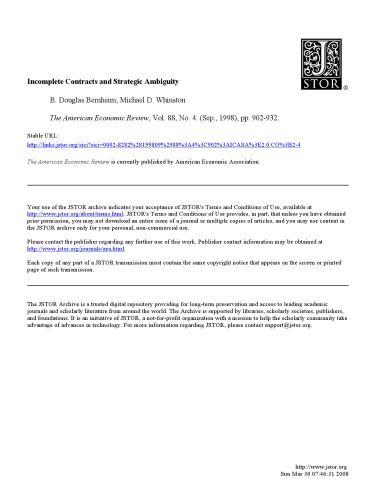 JSTOR
®
Incomplete Contracts and Strategic Ambiguity
B. Douglas Bernheim; Michael D. Whinston
The American Economic Review, Vol. 88, No. 4. (Sep., 1998), pp. 902-932.
Stable URL:
http://links.jstor.org/sici?sici=0002-8282%28199809%2988%3A4%3C902%3AICASA%3E2.0.CO%3B2-4
The American Economic Review is currently published by American Economic Association.
Your use of the JSTOR archive indicates your acceptance of JSTOR's Terms and Conditions of Use, available at
http://www.jstor.org/about/terms.html. JSTOR's Terms and Conditions of Use provides, in part, that unless you have obtained
prior permission, you may not download an entire issue of a journal or multiple copies of articles, and you may use content in
the JSTOR archive only for your personal, non-commercial use.
Please contact the publisher regarding any further use of this work. Publisher contact information may be obtained at
http://www.jstor.org/journals/aea.html.
Each copy of any part of a JSTOR transmission must contain the same copyright notice that appears on the screen or printed
page of such transmission.
The JSTOR Archive is a trusted digital repository providing for long-term preservation and access to leading academic
journals and scholarly literature from around the world. The Archive is supported by libraries, scholarly societies, publishers,
and foundations. It is an initiative of JSTOR, a not-for-profit organization with a mission to help the scholarly community take
advantage of advances in technology. For more information regarding JSTOR, please contact support@jstor.org.
http://www.jstor.org
Sun Mar 30 07:46:31 2008